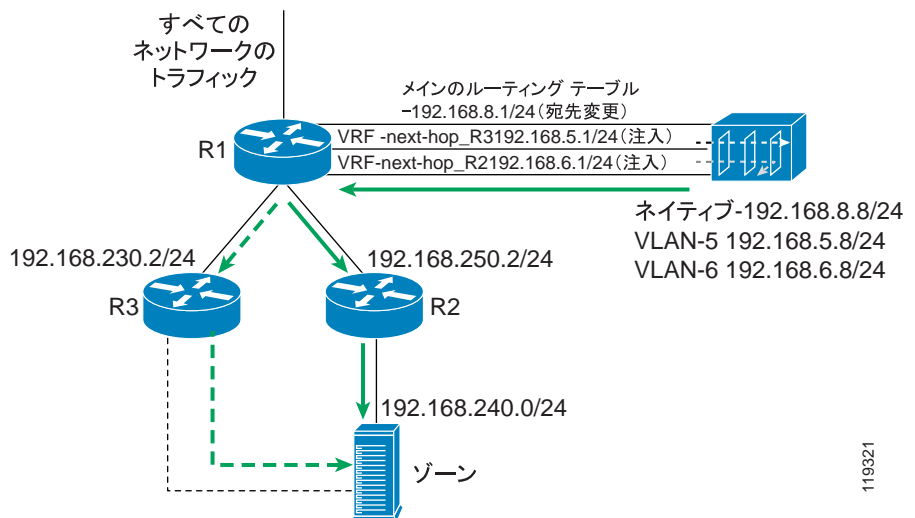 すべての
ネットワークの
トラフィック
メインのルーティング テーブル
-192.168.8.1/24(宛先変更)
VRF -next-hop_R3192.168.5.1/24(注入)
VRF-next-hop_R2192.168.6.1/24(注入)
R1
ネイティブ-192.168.8.8/24
VLAN-5 192.168.5.8/24
VLAN-6 192.168.6.8/24
192.168.230.2/24
192.168.250.2/24
R3
R2
192.168.240.0/24
ゾーン
119321